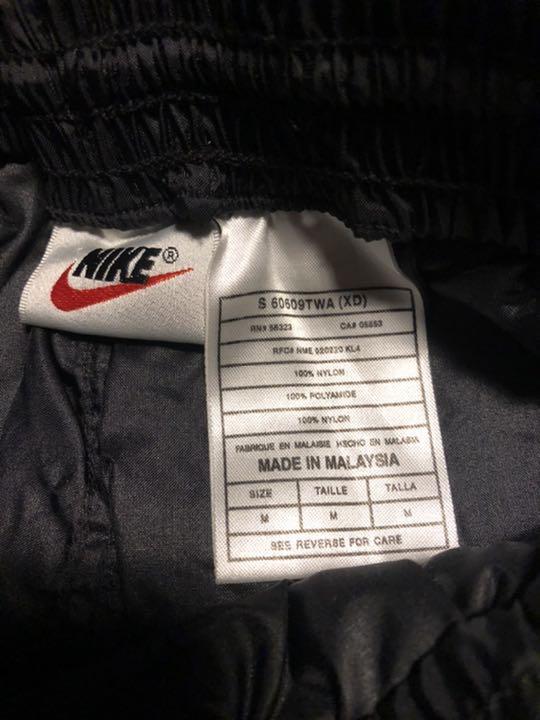 NIKE®
S 60609TWA (XD)
RN# 56323 CA# 05553
RFC# NME 920220 KL4
100% NYLON
100% POLYAMIDE
100% NYLON
FABRIQUE EN MALAISIE HECHO EN MALASIA
MADE IN MALAYSIA
SIZE TAILLE TALLA
M M M
SEE REVERSE FOR CARE